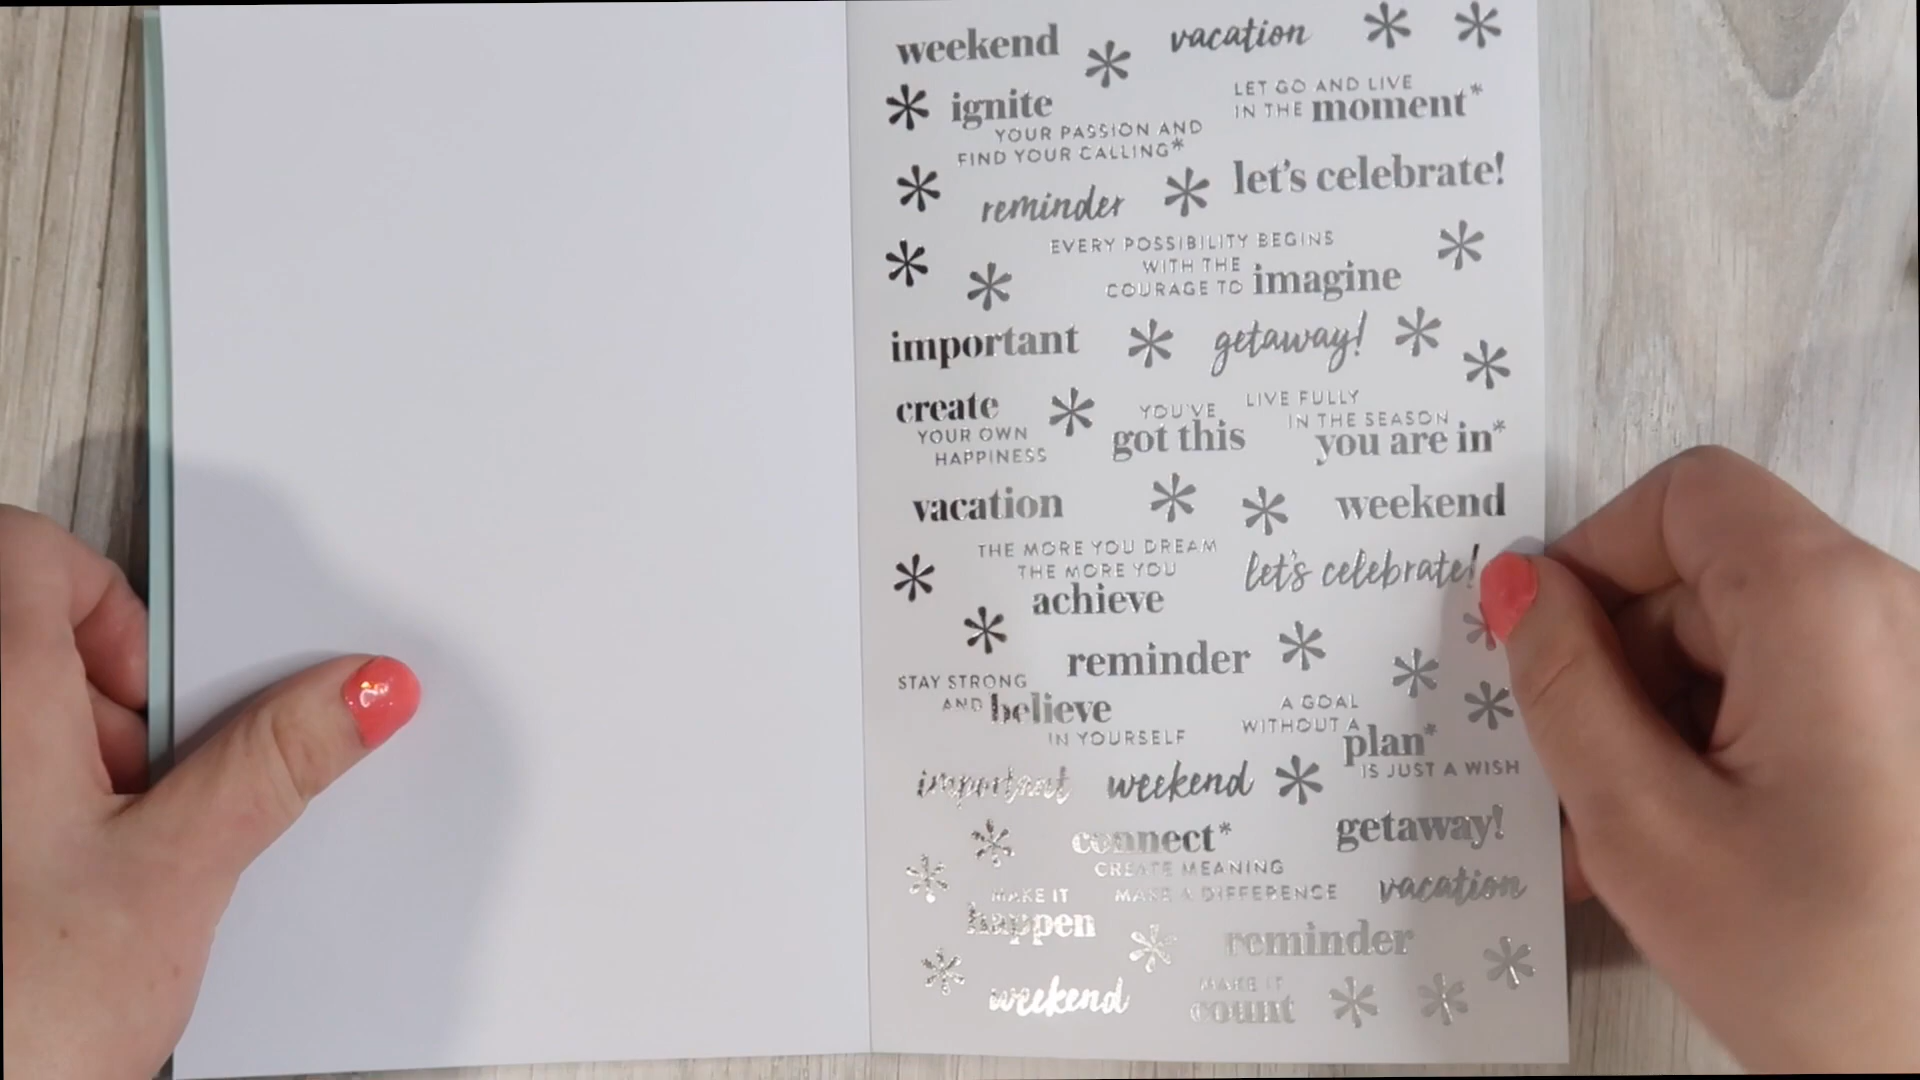 weekend
vacation
ignite
YOUR PASSION AND
FIND YOUR CALLING*
LET GO AND LIVE
IN THE moment*
reminder
let's celebrate!
EVERY POSSIBILITY BEGINS
WITH THE
COURAGE TO imagine
important
getaway!
create
YOUR OWN
HAPPINESS
YOU'VE
got this
LIVE FULLY
IN THE SEASON
you are in*
vacation
weekend
THE MORE YOU DREAM
THE MORE YOU
achieve
let's celebrate!
reminder
STAY STRONG
AND believe
IN YOURSELF
A GOAL
WITHOUT A
plan*
IS JUST A WISH
important
weekend
connect*
CREATE MEANING
MAKE A DIFFERENCE
getaway!
MAKE IT
happen
vacation
reminder
weekend
MAKE IT
count